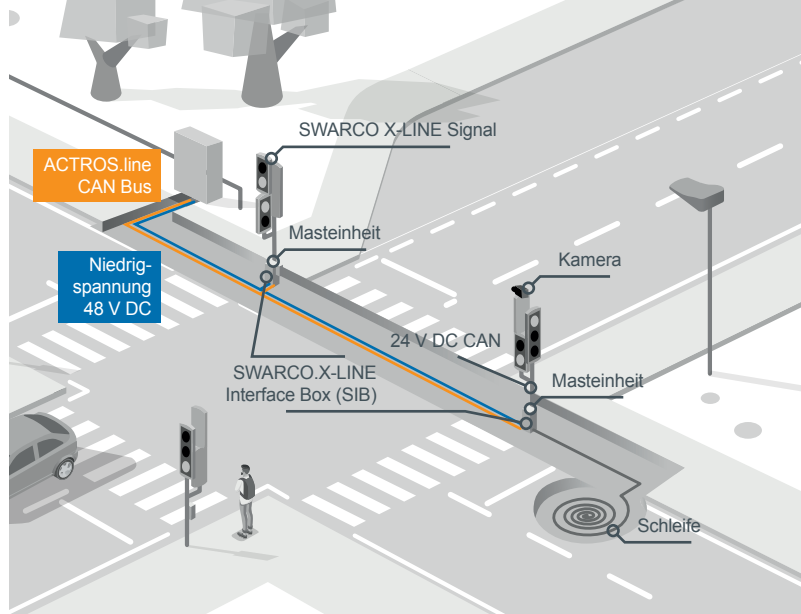 SWARCO X-LINE Signal
ACTROS.line
CAN Bus
Masteinheit
Niedrig-
spannung
48 V DC
Kamera
24 V DC CAN
SWARCO.X-LINE
Interface Box (SIB)
Masteinheit
Schleife